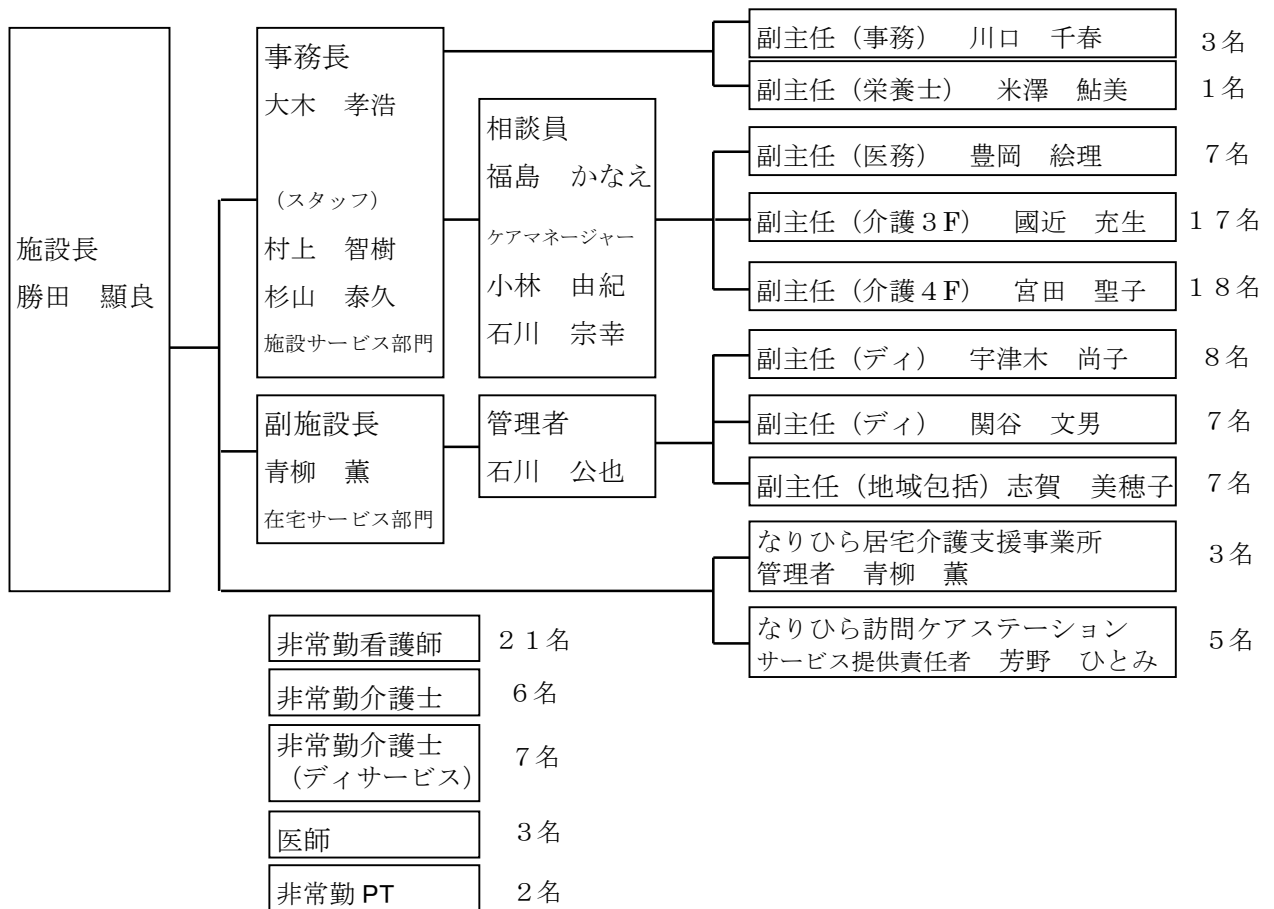 施設長
勝田　顯良
事務長
大木　孝浩
（スタッフ）
村上　智樹
杉山　泰久
施設サービス部門
副施設長
青柳　薫
在宅サービス部門
相談員
福島　かなえ
ケアマネージャー
小林　由紀
石川　宗幸
管理者
石川　公也
副主任（事務）　川口　千春　３名
副主任（栄養士）　米澤　鮎美　１名
副主任（医務）　豊岡　絵理　７名
副主任（介護３F）　國近　充生　１７名
副主任（介護４F）　宮田　聖子　１８名
副主任（ディ）　宇津木　尚子　８名
副主任（ディ）　関谷　文男　７名
副主任（地域包括）志賀　美穂子　７名
なりひら居宅介護支援事業所
管理者　青柳　薫　３名
なりひら訪問ケアステーション
サービス提供責任者　芳野　ひとみ　５名
非常勤看護師　２１名
非常勤介護士　６名
非常勤介護士
（ディサービス）　７名
医師　３名
非常勤 PT　２名